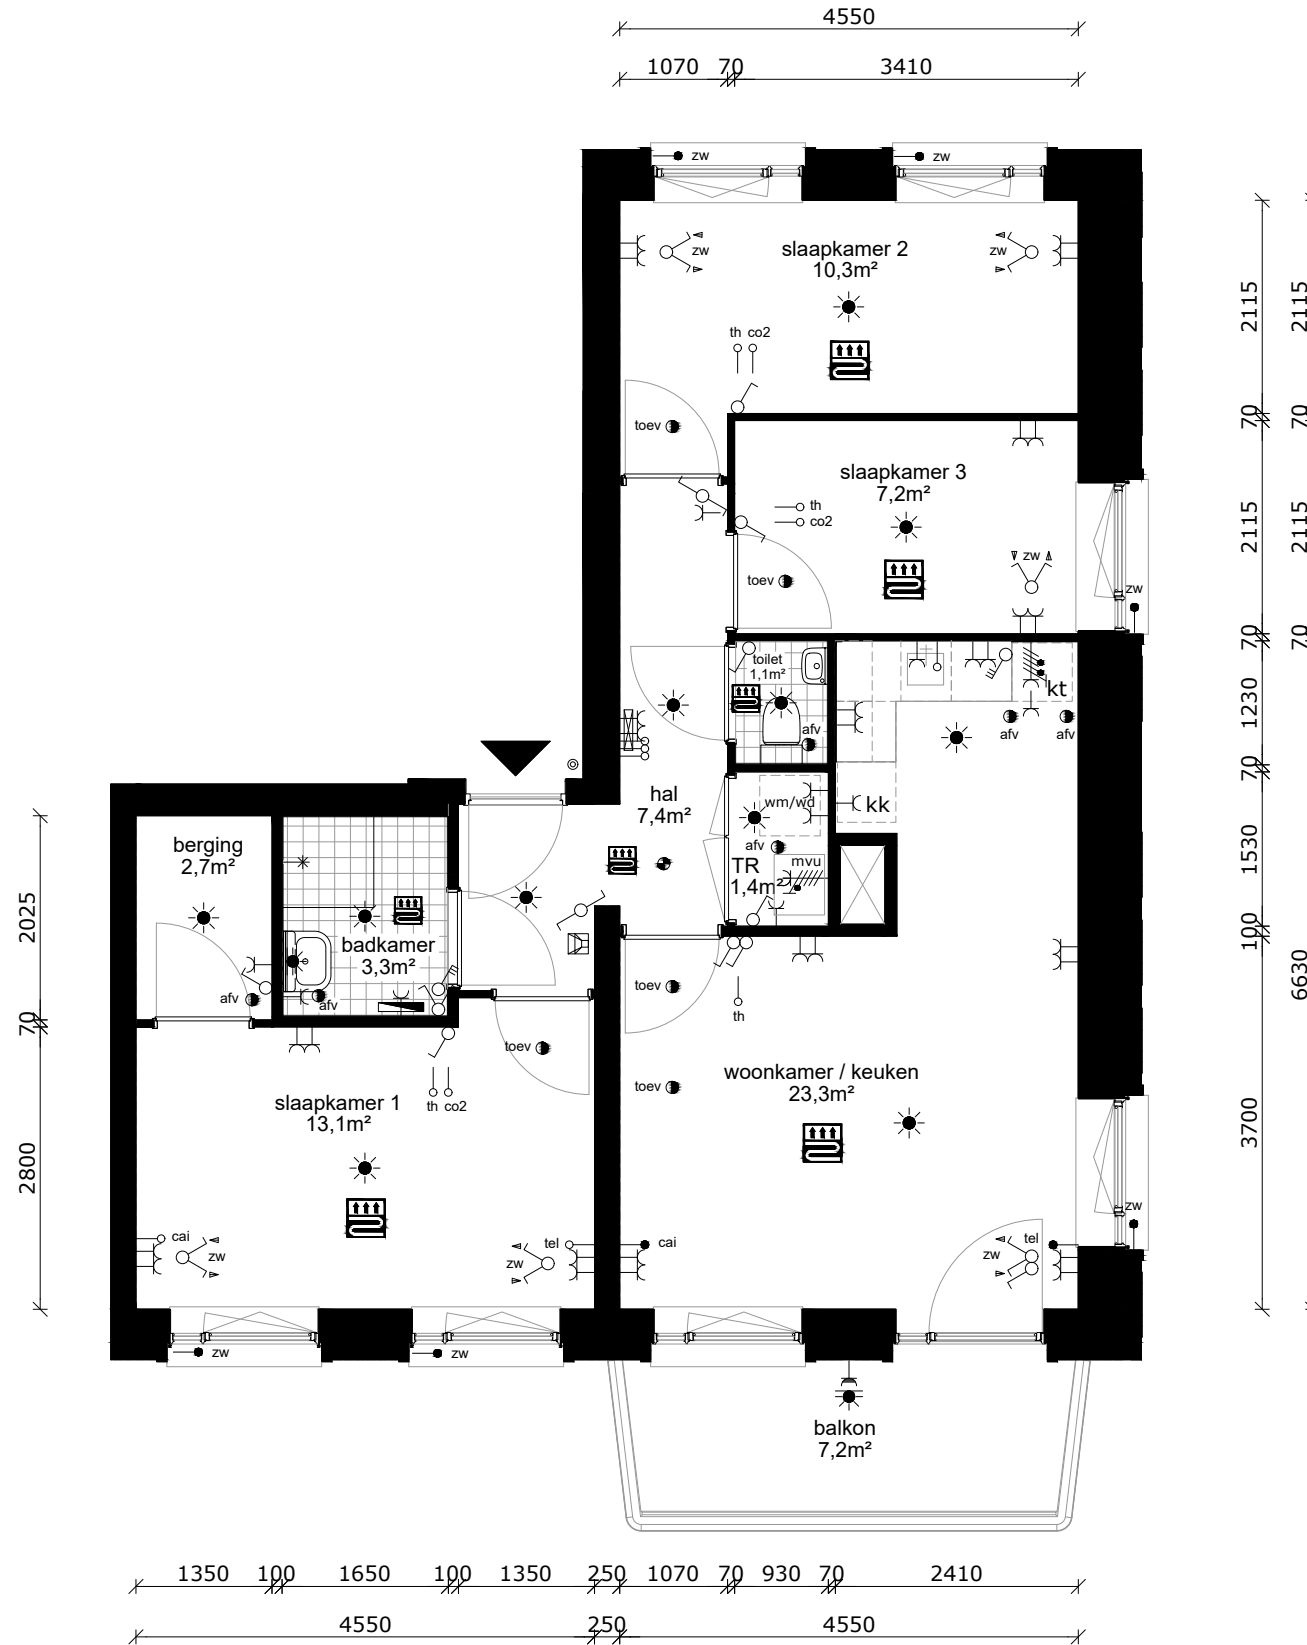 4550
1070 70 3410
zw zw
slaapkamer 2
10,3m²
zw zw
th co2
toev
slaapkamer 3
7,2m²
th
co2
zw
toev
zw
toilet
1,1m²
afv
kt
afv afv
hal
7,4m²
wm/wd
kk
afv
mvu
TR
1,4m²
berging
2,7m²
badkamer
3,3m²
afv afv
toev
th
toev
toev
slaapkamer 1
13,1m²
th co2
woonkamer / keuken
23,3m²
cai
zw
tel
zw
cai
tel
zw
zw
zw zw
balkon
7,2m²
2025
70
2800
2115
70
2115
70
1230
70
1530
100
3700
2115
70
2115
70
6630
1350 100 1650 100 1350 250 1070 70 930 70 2410
4550 250 4550